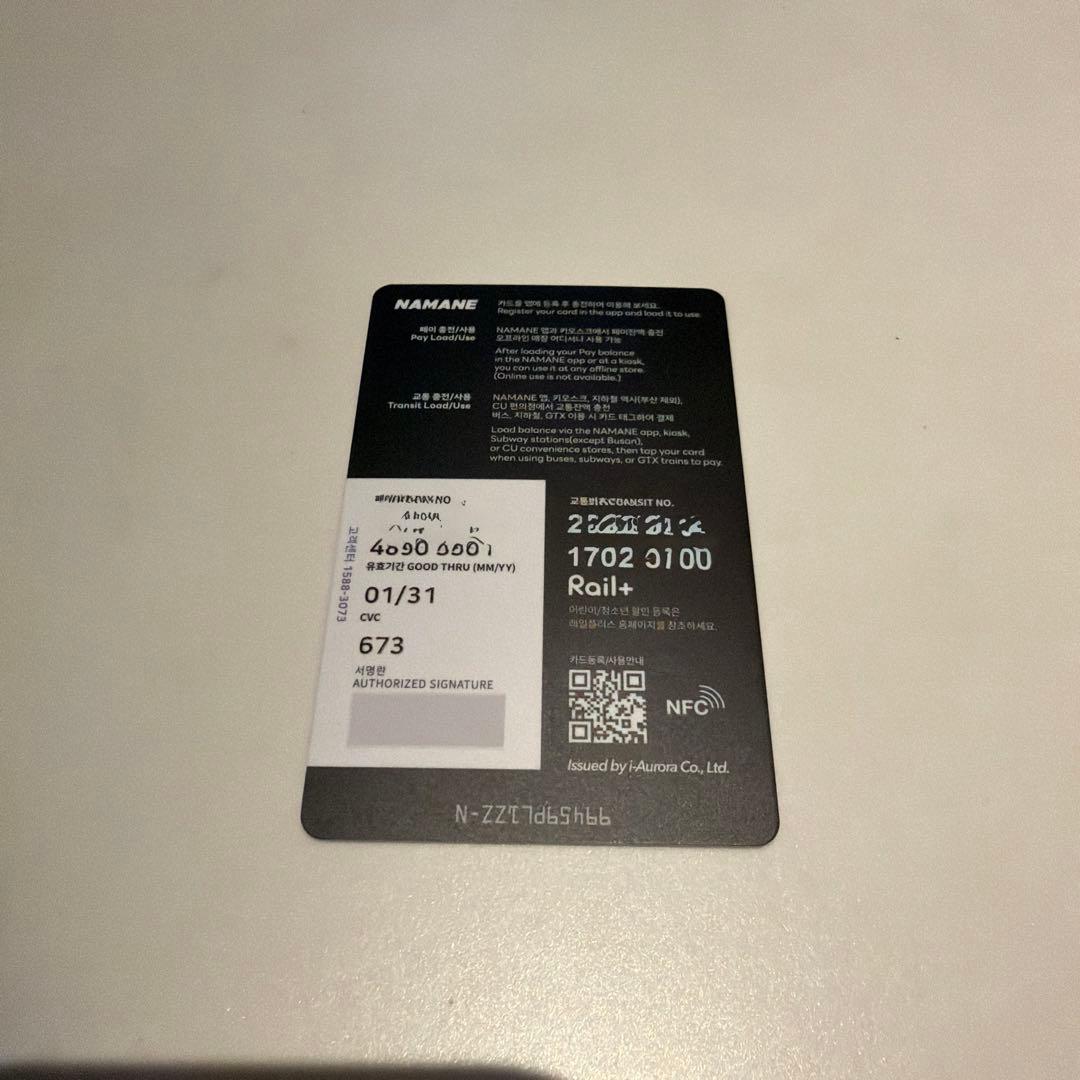 NAMANE
카드를 앱에 등록 후 충전하여 이용해 보세요.
Register your card in the app and load it to use.
페이 충전/사용
Pay Load/Use
NAMANE 앱과 키오스크에서 페이잔액 충전
오프라인 매장 어디서나 사용 가능
After loading your Pay balance
in the NAMANE app or at a kiosk,
you can use it at any offline store.
(Online use is not available.)
교통 충전/사용
Transit Load/Use
NAMANE 앱, 키오스크, 지하철 역사(부산 제외),
CU 편의점에서 교통잔액 충전
버스, 지하철, GTX 이용 시 카드 태그하여 결제
Load balance via the NAMANE app, kiosk,
Subway stations(except Busan),
or CU convenience stores, then tap your card
when using buses, subways, or GTX trains to pay.
고객센터 1588-3073
NO
유효기간 GOOD THRU (MM/YY)
01/31
CVC
673
서명란
AUTHORIZED SIGNATURE
NO.
1702 0100
Rail+
어린이/청소년 할인 등록은
레일플러스 홈페이지를 참조하세요.
카드등록/사용안내
NFC
Issued by i-Aurora Co., Ltd.